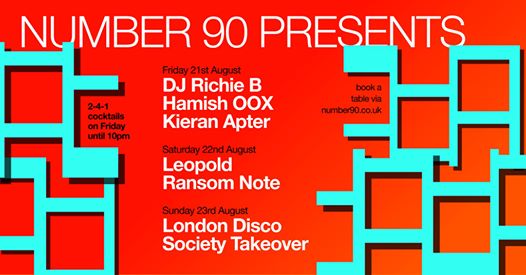 NUMBER 90 PRESENTS
Friday 21st August
DJ Richie B
Hamish OOX
Kieran Apter
2-4-1
cocktails
on Friday
until 10pm
book a
table via
number90.co.uk
Saturday 22nd August
Leopold
Ransom Note
Sunday 23rd August
London Disco
Society Takeover